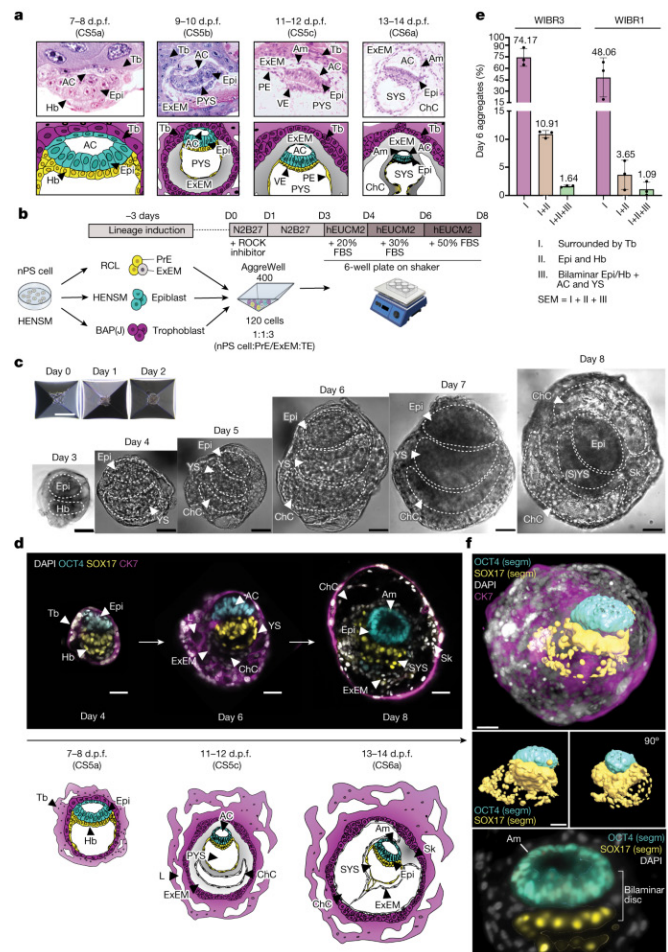 a
7–8 d.p.f.
(CS5a)
9–10 d.p.f.
(CS5b)
11–12 d.p.f.
(CS5c)
13–14 d.p.f.
(CS6a)
Tb
AC
Hb
Epi
Tb
AC
Epi
ExEM
PYS
Am
Tb
ExEM
AC
PE
Epi
VE
PYS
ExEM
Am
AC
Epi
SYS
ChC
Tb
AC
Hb
Epi
Tb
AC
Epi
PYS
ExEM
Tb
ExEM
AC
Epi
VE
PE
PYS
Tb
ExEM
Am
AC
Epi
SYS
ChC
b
–3 days
D0
D1
D3
D4
D6
D8
Lineage induction
N2B27
N2B27
hEUCM2
hEUCM2
hEUCM2
+ ROCK
inhibitor
+ 20%
FBS
+ 30%
FBS
+ 50% FBS
nPS cell
HENSM
RCL
PrE
ExEM
HENSM
Epiblast
BAP(J)
Trophoblast
AggreWell
400
120 cells
1:1:3
(nPS cell:PrE/ExEM:TE)
6-well plate on shaker
c
Day 0
Day 1
Day 2
Day 3
Epi
Hb
Day 4
Epi
YS
Day 5
Epi
YS
ChC
Day 6
Epi
YS
ChC
Day 7
Epi
YS
ChC
Day 8
ChC
Epi
(S)YS
Sk
ChC
d
DAPI OCT4 SOX17 CK7
Tb
Epi
Hb
Day 4
AC
YS
ExEM
ChC
Day 6
ChC
Am
Epi
SYS
Sk
ExEM
Day 8
7–8 d.p.f.
(CS5a)
11–12 d.p.f.
(CS5c)
13–14 d.p.f.
(CS6a)
Tb
Epi
Hb
AC
PYS
L
ChC
ExEM
Am
Sk
SYS
Epi
ChC
ExEM
e
WIBR3
WIBR1
Day 6 aggregates (%)
100
90
75
60
45
30
15
10
5
0
74.17
10.91
1.64
48.06
3.65
1.09
I
I+II
I+II+III
I
I+II
I+II+III
I. Surrounded by Tb
II. Epi and Hb
III. Bilaminar Epi/Hb +
AC and YS
SEM = I + II + III
f
OCT4 (segm)
SOX17 (segm)
DAPI
CK7
90°
OCT4 (segm)
SOX17 (segm)
Am
OCT4 (segm)
SOX17 (segm)
DAPI
Epi
Bilaminar
disc